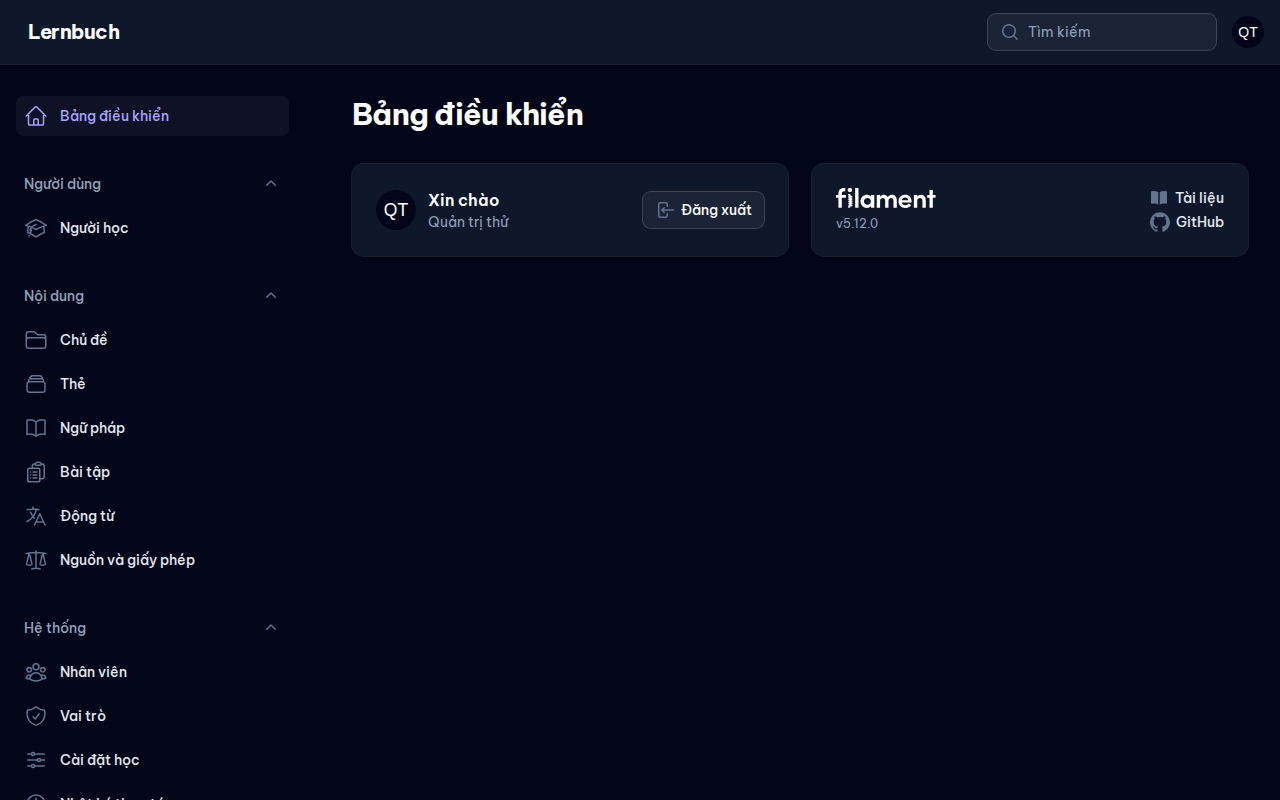 Lernbuch
Tìm kiếm
QT
Bảng điều khiển
Người dùng
Người học
Nội dung
Chủ đề
Thẻ
Ngữ pháp
Bài tập
Động từ
Nguồn và giấy phép
Hệ thống
Nhân viên
Vai trò
Cài đặt học
Bảng điều khiển
QT
Xin chào
Quản trị thử
Đăng xuất
filament
v5.12.0
Tài liệu
GitHub